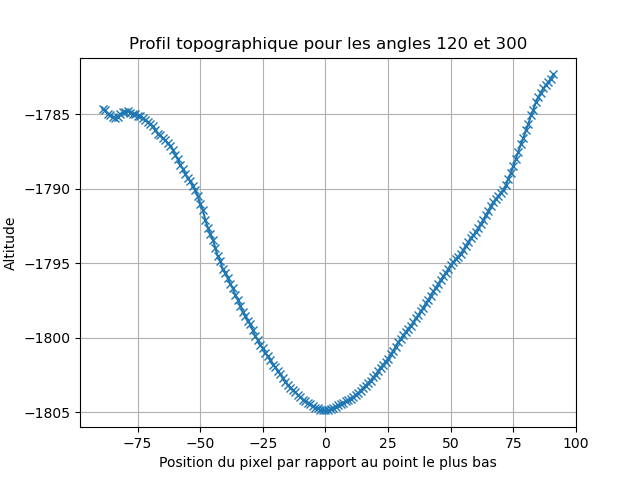 Profil topographique pour les angles 120 et 300
−1785
−1790
−1795
−1800
−1805
Altitude
−75 −50 −25 0 25 50 75 100
Position du pixel par rapport au point le plus bas